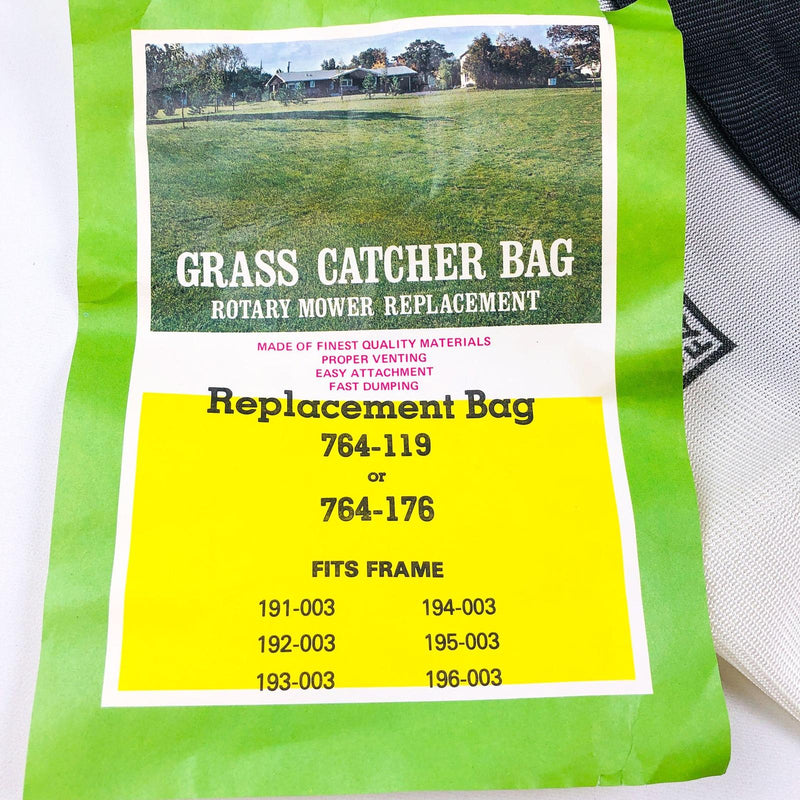 GRASS CATCHER BAG
ROTARY MOWER REPLACEMENT
MADE OF FINEST QUALITY MATERIALS
PROPER VENTING
EASY ATTACHMENT
FAST DUMPING
Replacement Bag
764-119
or
764-176
FITS FRAME
191-003 194-003
192-003 195-003
193-003 196-003